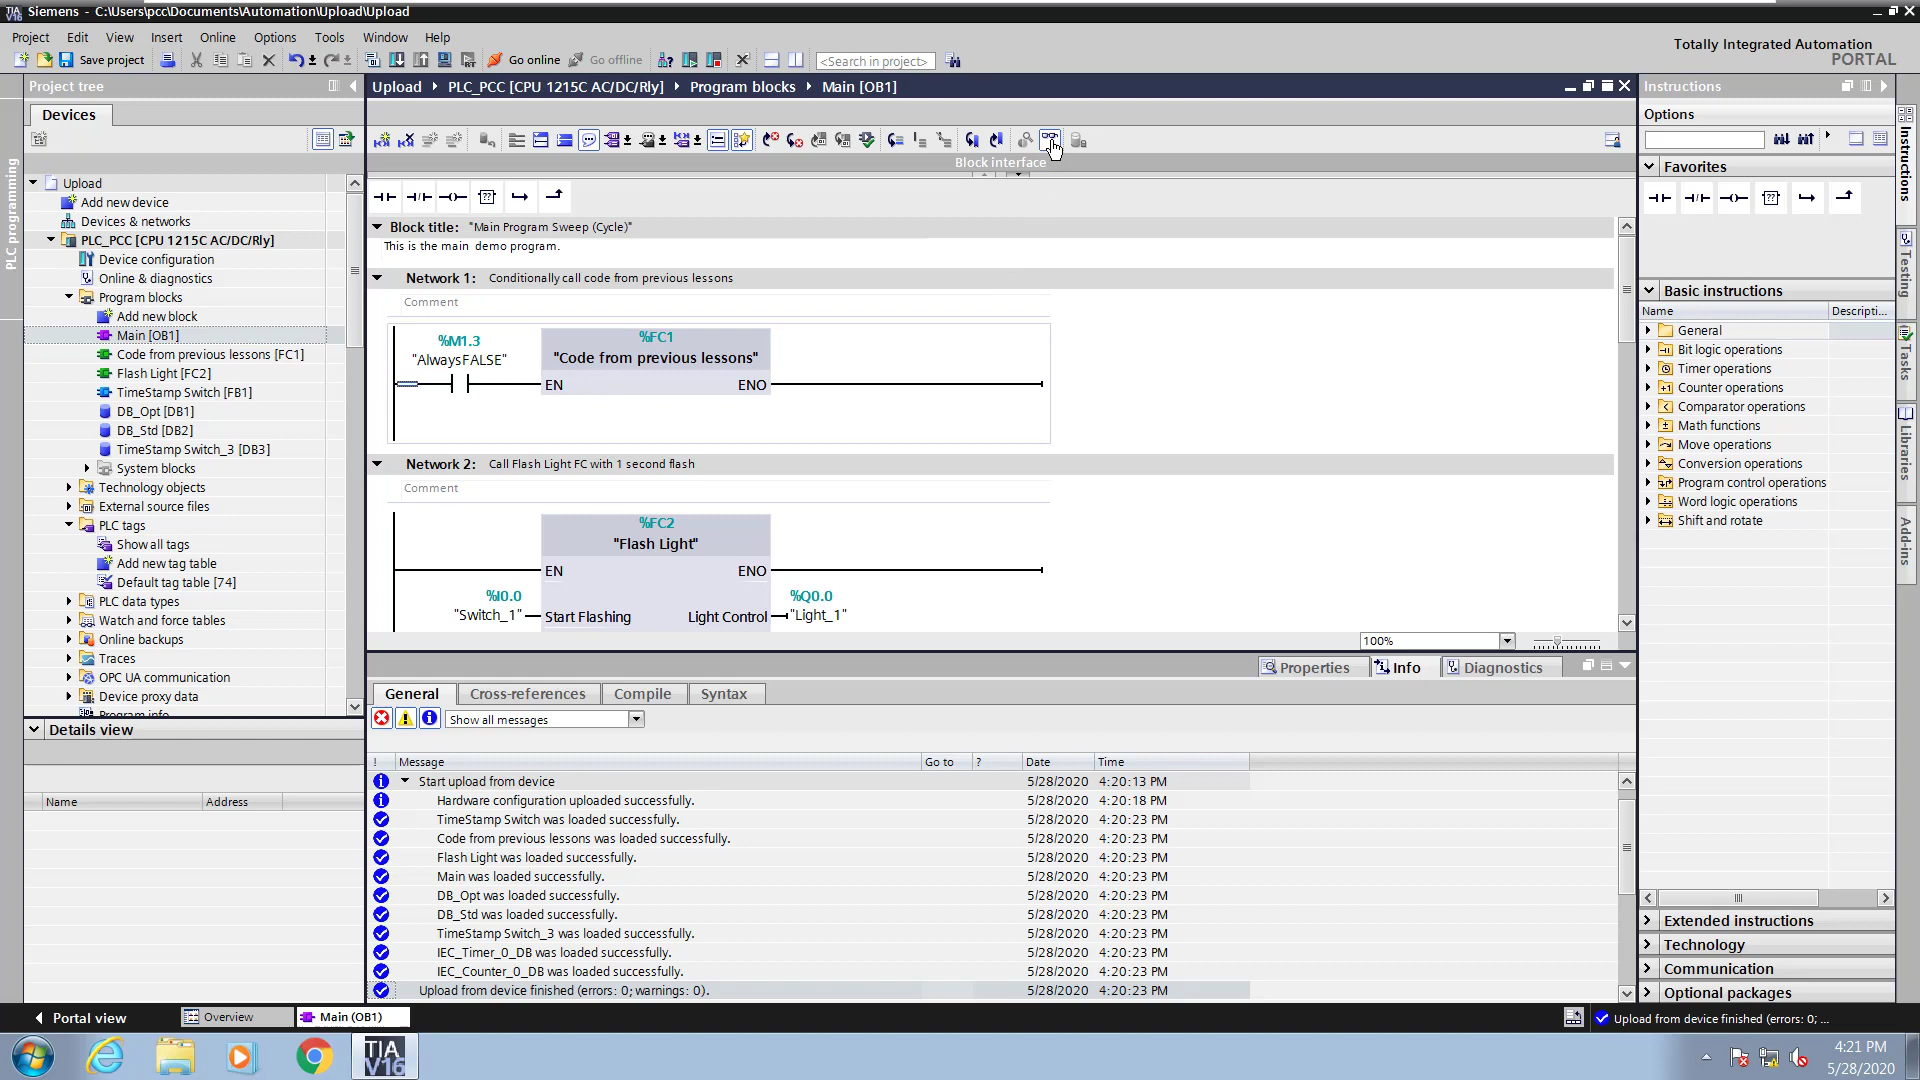 Siemens - C:\Users\pcc\Documents\Automation\Upload\Upload
Project Edit View Insert Online Options Tools Window Help
Totally Integrated Automation
PORTAL
Save project
Go online
Go offline
<Search in project>
Project tree
Upload PLC_PCC [CPU 1215C AC/DC/Rly] Program blocks Main [OB1]
Instructions
Devices
Options
Block interface
PLC programming
Upload
Add new device
Devices & networks
PLC_PCC [CPU 1215C AC/DC/Rly]
Device configuration
Online & diagnostics
Program blocks
Add new block
Main [OB1]
Code from previous lessons [FC1]
Flash Light [FC2]
TimeStamp Switch [FB1]
DB_Opt [DB1]
DB_Std [DB2]
TimeStamp Switch_3 [DB3]
System blocks
Technology objects
External source files
PLC tags
Show all tags
Add new tag table
Default tag table [74]
PLC data types
Watch and force tables
Online backups
Traces
OPC UA communication
Device proxy data
Program info
Details view
Name Address
Block title: "Main Program Sweep (Cycle)"
This is the main demo program.
Network 1: Conditionally call code from previous lessons
Comment
%M1.3
"AlwaysFALSE"
%FC1
"Code from previous lessons"
EN ENO
Network 2: Call Flash Light FC with 1 second flash
Comment
%FC2
"Flash Light"
EN ENO
%I0.0
"Switch_1"
Start Flashing
Light Control
%Q0.0
"Light_1"
100%
Properties Info Diagnostics
General Cross-references Compile Syntax
Show all messages
! Message Go to ? Date Time
Start upload from device 5/28/2020 4:20:13 PM
Hardware configuration uploaded successfully. 5/28/2020 4:20:18 PM
TimeStamp Switch was loaded successfully. 5/28/2020 4:20:23 PM
Code from previous lessons was loaded successfully. 5/28/2020 4:20:23 PM
Flash Light was loaded successfully. 5/28/2020 4:20:23 PM
Main was loaded successfully. 5/28/2020 4:20:23 PM
DB_Opt was loaded successfully. 5/28/2020 4:20:23 PM
DB_Std was loaded successfully. 5/28/2020 4:20:23 PM
TimeStamp Switch_3 was loaded successfully. 5/28/2020 4:20:23 PM
IEC_Timer_0_DB was loaded successfully. 5/28/2020 4:20:23 PM
IEC_Counter_0_DB was loaded successfully. 5/28/2020 4:20:23 PM
Upload from device finished (errors: 0; warnings: 0). 5/28/2020 4:20:23 PM
Favorites
Basic instructions
Name Descripti...
General
Bit logic operations
Timer operations
Counter operations
Comparator operations
Math functions
Move operations
Conversion operations
Program control operations
Word logic operations
Shift and rotate
Extended instructions
Technology
Communication
Optional packages
Instructions
Testing
Tasks
Libraries
Add-ins
Portal view
Overview
Main (OB1)
Upload from device finished (errors: 0; ...
TIA
V16
4:21 PM
5/28/2020